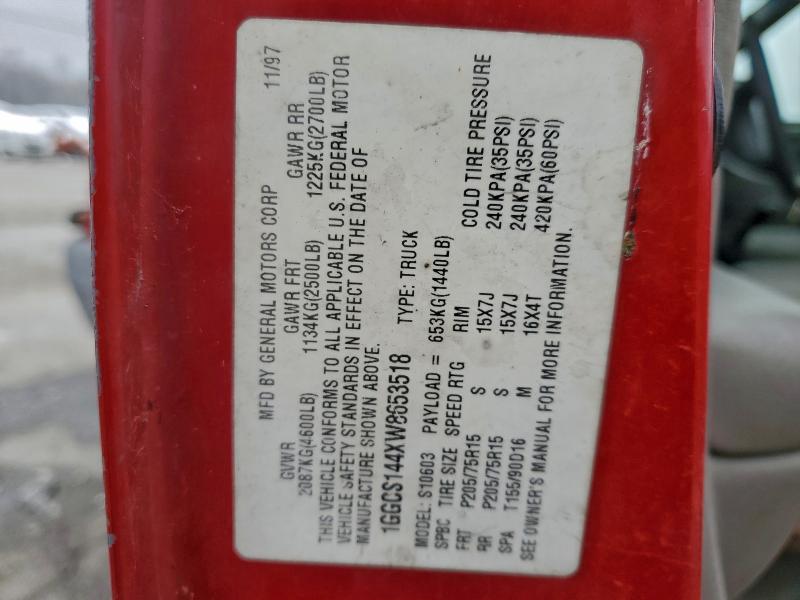 MFD BY GENERAL MOTORS CORP 11/97
GVWR GAWR FRT GAWR RR
2087KG(4600LB) 1134KG(2500LB) 1225KG(2700LB)
THIS VEHICLE CONFORMS TO ALL APPLICABLE U.S. FEDERAL MOTOR
VEHICLE SAFETY STANDARDS IN EFFECT ON THE DATE OF
MANUFACTURE SHOWN ABOVE.
1GGCS144XW8653518 TYPE: TRUCK
MODEL: S10603 PAYLOAD = 653KG(1440LB)
SPBC TIRE SIZE SPEED RTG RIM COLD TIRE PRESSURE
FRT P205/75R15 S 15X7J 240KPA(35PSI)
RR P205/75R15 S 15X7J 240KPA(35PSI)
SPA T155/90D16 M 16X4T 420KPA(60PSI)
SEE OWNER'S MANUAL FOR MORE INFORMATION.